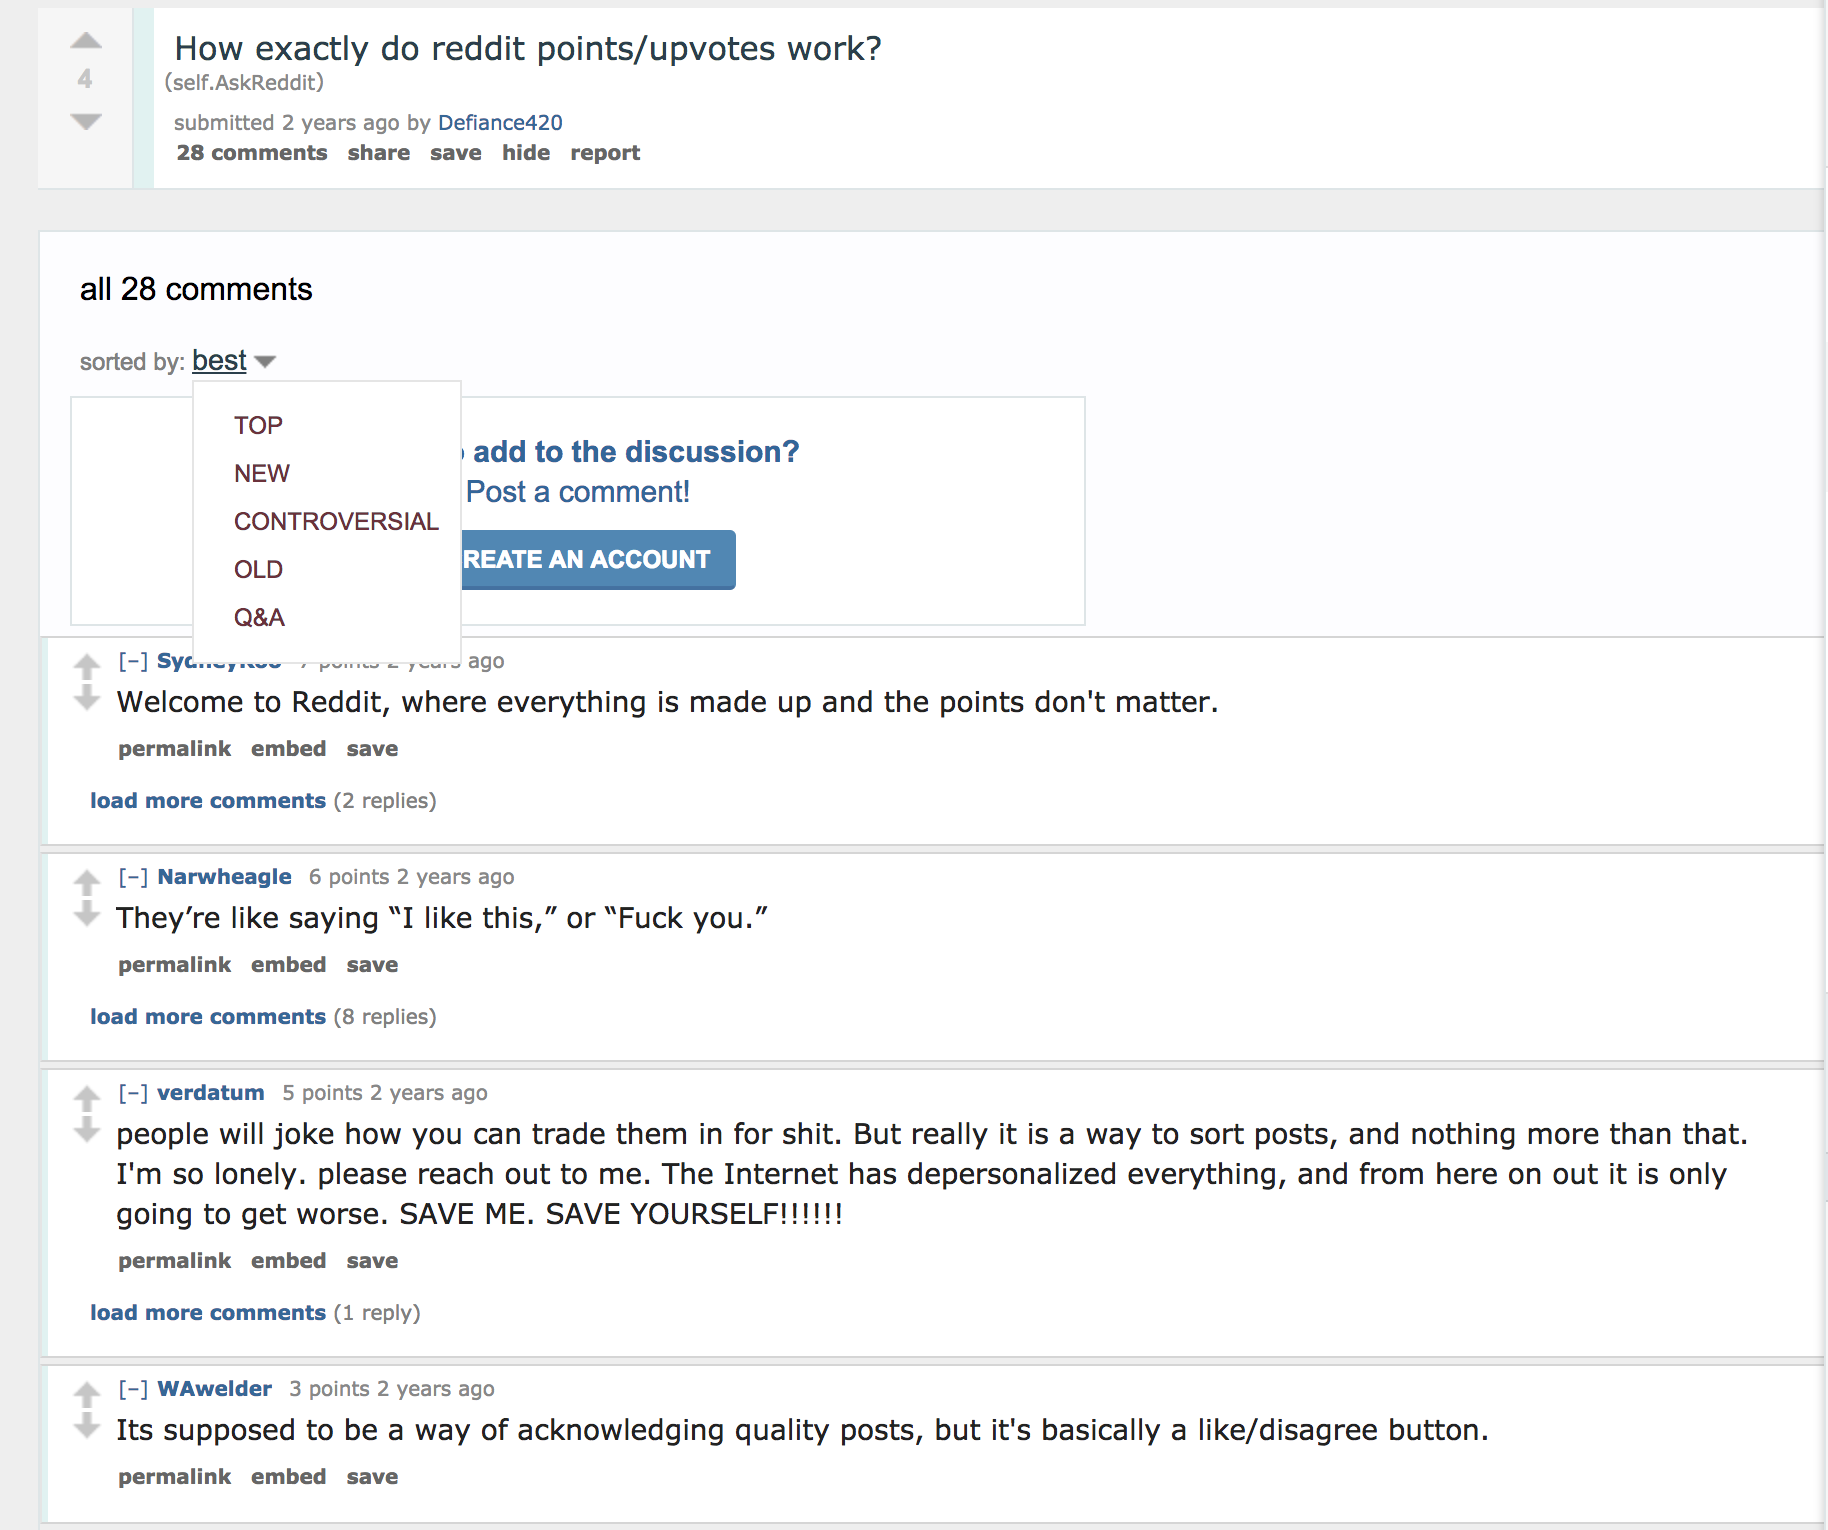 How exactly do reddit points/upvotes work?
4
(self.AskReddit)
submitted 2 years ago by Defiance420
28 comments share save hide report
all 28 comments
sorted by: best
TOP
NEW
CONTROVERSIAL
OLD
Q&A
add to the discussion?
Post a comment!
REATE AN ACCOUNT
[–] points 2 years ago
Welcome to Reddit, where everything is made up and the points don't matter.
permalink embed save
load more comments (2 replies)
[–] Narwheagle 6 points 2 years ago
They’re like saying “I like this,” or “Fuck you.”
permalink embed save
load more comments (8 replies)
[–] verdatum 5 points 2 years ago
people will joke how you can trade them in for shit. But really it is a way to sort posts, and nothing more than that.
I'm so lonely. please reach out to me. The Internet has depersonalized everything, and from here on out it is only
going to get worse. SAVE ME. SAVE YOURSELF!!!!!!
permalink embed save
load more comments (1 reply)
[–] WAwelder 3 points 2 years ago
Its supposed to be a way of acknowledging quality posts, but it's basically a like/disagree button.
permalink embed save